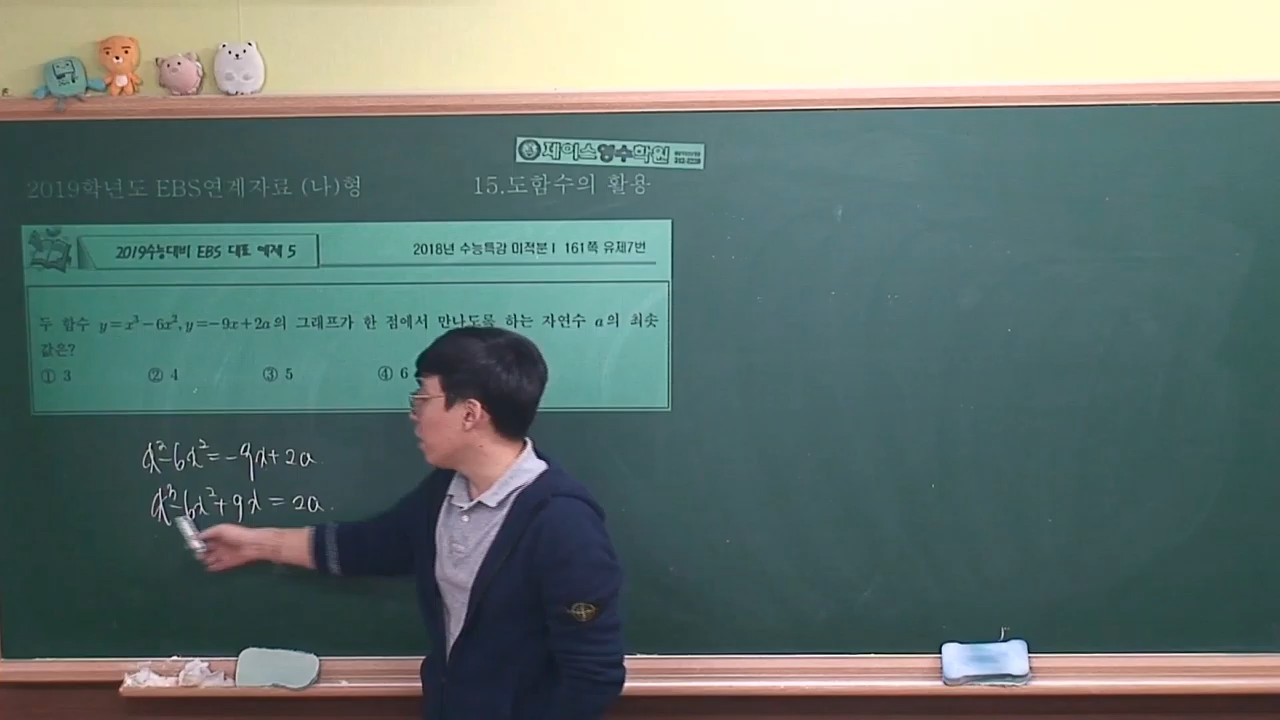 제이스영수학원
2019학년도 EBS연계자료 (나)형
15.도함수의 활용
2019수능대비 EBS 대표 예제 5
2018년 수능특강 미적분Ⅰ 161쪽 유제7번
두 함수 y=x³-6x², y=-9x+2a의 그래프가 한 점에서 만나도록 하는 자연수 a의 최솟
값은?
① 3 ② 4 ③ 5 ④ 6
x³-6x²=-9x+2a
x³-6x²+9x=2a